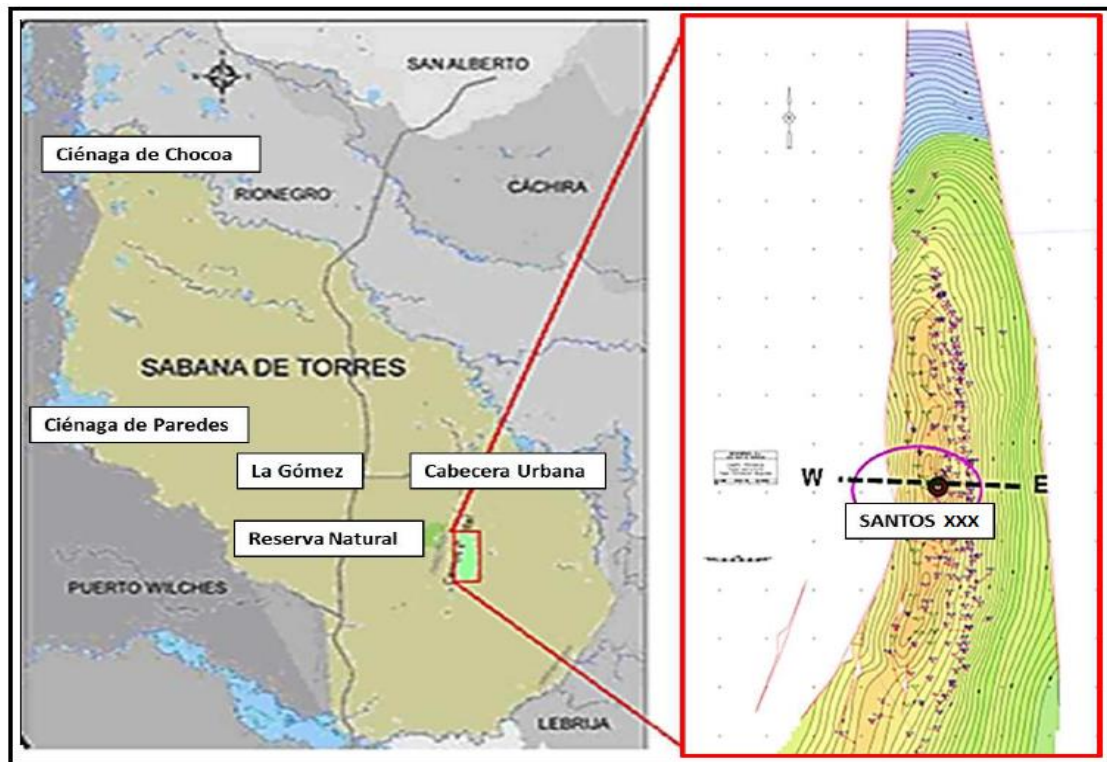 SAN ALBERTO
Ciénaga de Chocoa
RIONEGRO
CÁCHIRA
SABANA DE TORRES
Ciénaga de Paredes
La Gómez
Cabecera Urbana
Reserva Natural
PUERTO WILCHES
LEBRIJA
W
E
SANTOS XXX